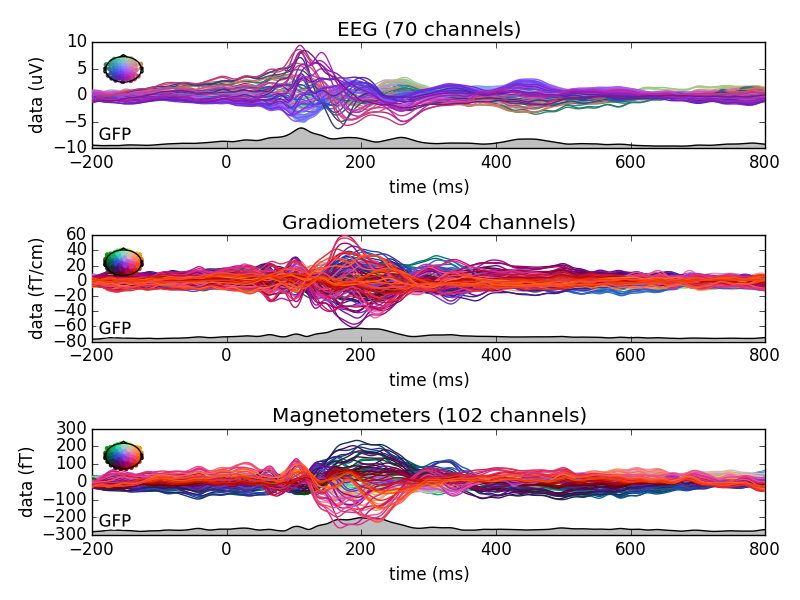 EEG (70 channels)
data (uV)
10
5
0
−5
−10
GFP
−200 0 200 400 600 800
time (ms)
Gradiometers (204 channels)
data (fT/cm)
60
40
20
0
−20
−40
−60
−80
GFP
−200 0 200 400 600 800
time (ms)
Magnetometers (102 channels)
data (fT)
300
200
100
0
−100
−200
−300
GFP
−200 0 200 400 600 800
time (ms)